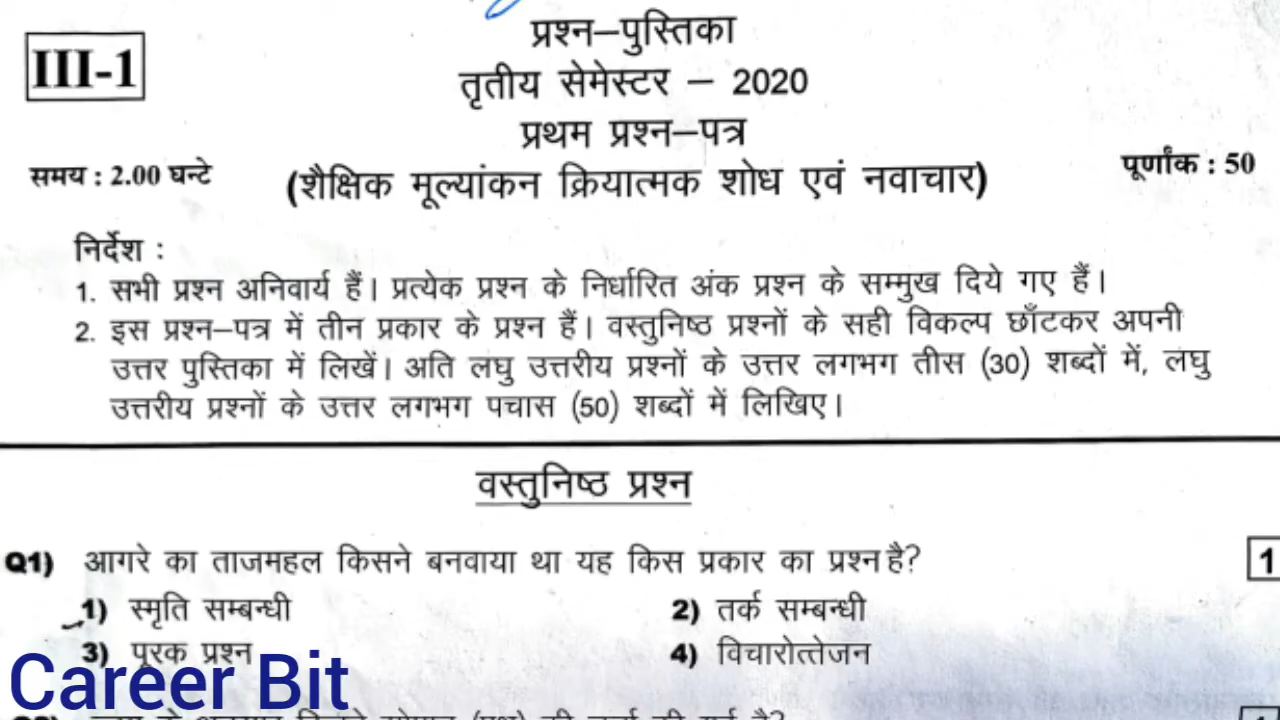 प्रश्न–पुस्तिका
III-1
तृतीय सेमेस्टर – 2020
प्रथम प्रश्न–पत्र
समय : 2.00 घन्टे
(शैक्षिक मूल्यांकन क्रियात्मक शोध एवं नवाचार)
पूर्णांक : 50
निर्देश :
1. सभी प्रश्न अनिवार्य हैं। प्रत्येक प्रश्न के निर्धारित अंक प्रश्न के सम्मुख दिये गए हैं।
2. इस प्रश्न–पत्र में तीन प्रकार के प्रश्न हैं। वस्तुनिष्ठ प्रश्नों के सही विकल्प छाँटकर अपनी
उत्तर पुस्तिका में लिखें। अति लघु उत्तरीय प्रश्नों के उत्तर लगभग तीस (30) शब्दों में, लघु
उत्तरीय प्रश्नों के उत्तर लगभग पचास (50) शब्दों में लिखिए।
वस्तुनिष्ठ प्रश्न
Q1) आगरे का ताजमहल किसने बनवाया था यह किस प्रकार का प्रश्न है? 1
1) स्मृति सम्बन्धी 2) तर्क सम्बन्धी
3) पूरक प्रश्न 4) विचारोत्तेजन
Career Bit